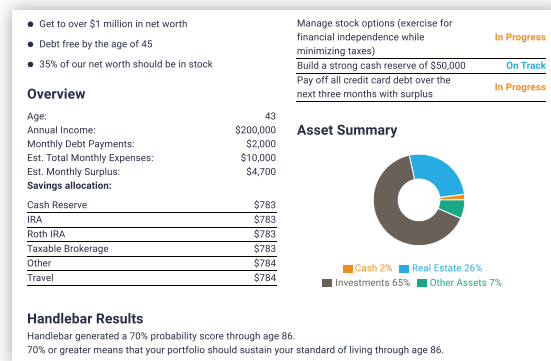 Get to over $1 million in net worth
Debt free by the age of 45
35% of our net worth should be in stock
Overview
Age: 43
Annual Income: $200,000
Monthly Debt Payments: $2,000
Est. Total Monthly Expenses: $10,000
Est. Monthly Surplus: $4,700
Savings allocation:
Cash Reserve $783
IRA $783
Roth IRA $783
Taxable Brokerage $783
Other $784
Travel $784
Manage stock options (exercise for
financial independence while In Progress
minimizing taxes)
Build a strong cash reserve of $50,000 On Track
Pay off all credit card debt over the
next three months with surplus In Progress
Asset Summary
Cash 2% Real Estate 26%
Investments 65% Other Assets 7%
Handlebar Results
Handlebar generated a 70% probability score through age 86.
70% or greater means that your portfolio should sustain your standard of living through age 86.